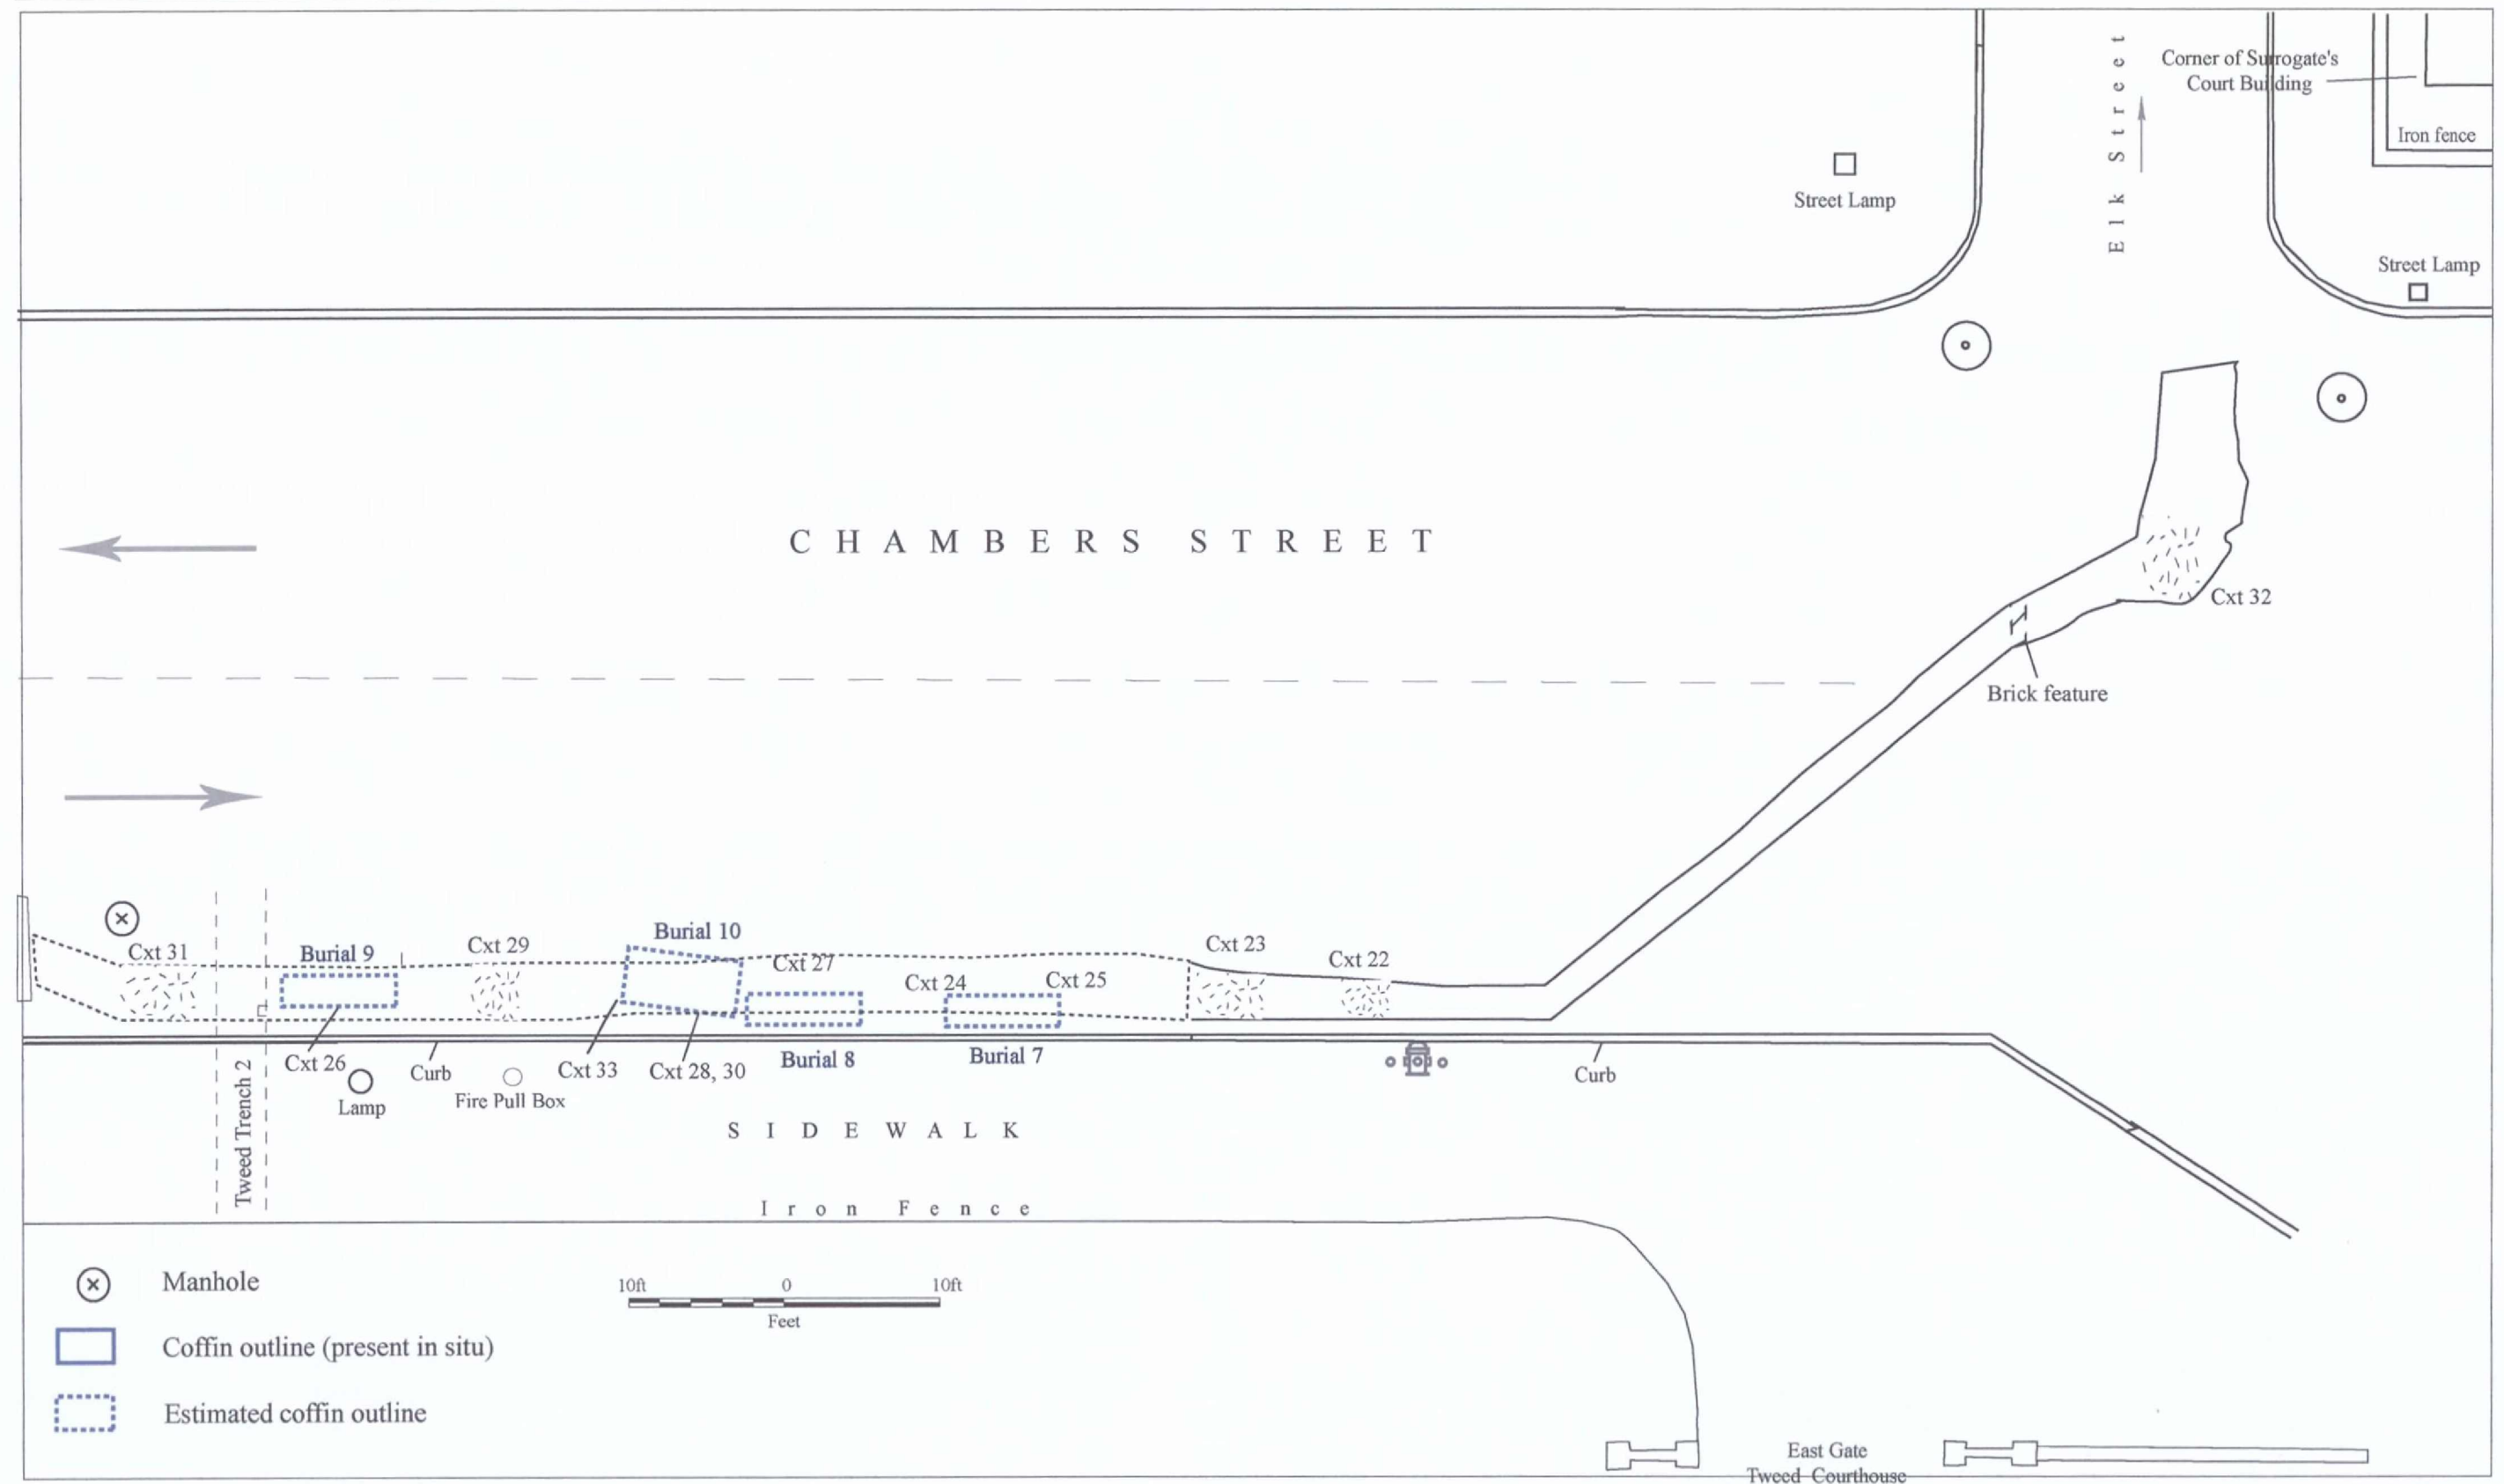 Elk Street
Corner of Surrogate's
Court Building
Iron fence
Street Lamp
Street Lamp
CHAMBERS STREET
Cxt 32
Brick feature
Cxt 31
Burial 9
Cxt 29
Burial 10
Cxt 27
Cxt 24
Cxt 25
Cxt 23
Cxt 22
Cxt 26
Lamp
Curb
Fire Pull Box
Cxt 33
Cxt 28, 30
Burial 8
Burial 7
Curb
Tweed Trench 2
SIDEWALK
Iron Fence
Manhole
Coffin outline (present in situ)
Estimated coffin outline
10ft 0 10ft
Feet
East Gate
Tweed Courthouse